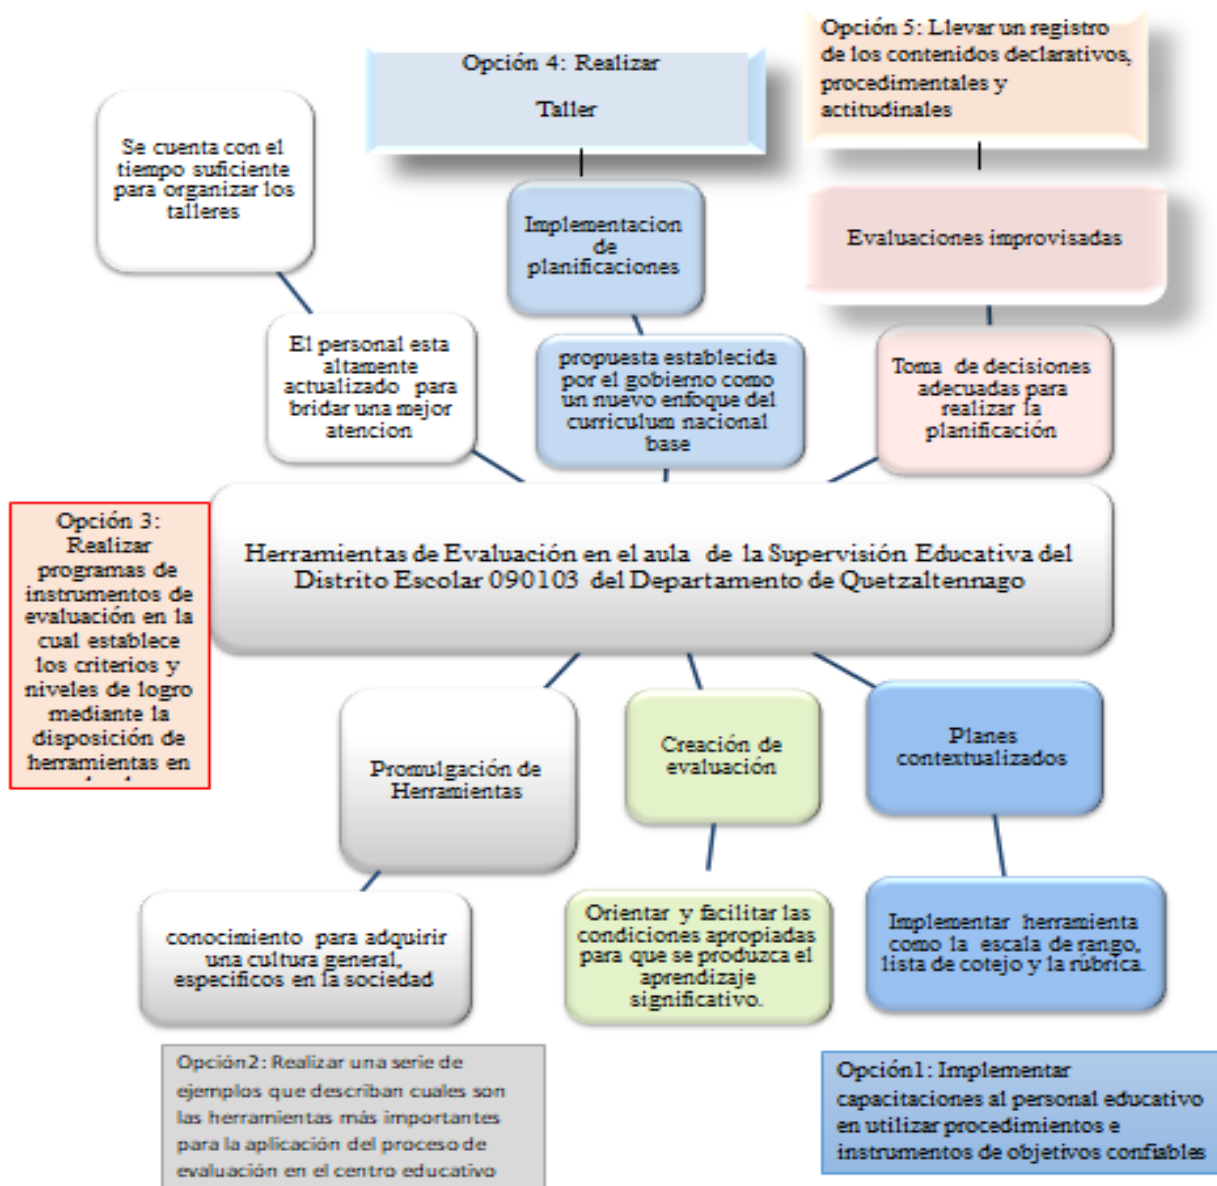 Opción 4: Realizar
Taller
Opción 5: Llevar un registro
de los contenidos declarativos,
procedimentales y
actitudinales
Se cuenta con el
tiempo suficiente
para organizar los
talleres
Implementacion
de
planificaciones
Evaluaciones improvisadas
El personal esta
altamente
actualizado para
bridar una mejor
atencion
propuesta establecida
por el gobierno como
un nuevo enfoque del
curriculum nacional
base
Toma de decisiones
adecuadas para
realizar la
planificación
Opción 3:
Realizar
programas de
instrumentos de
evaluación en la
cual establece
los criterios y
niveles de logro
mediante la
disposición de
herramientas en
Herramientas de Evaluación en el aula de la Supervisión Educativa del
Distrito Escolar 090103 del Departamento de Quetzaltennago
Promulgación de
Herramientas
Creación de
evaluación
Planes
contextualizados
conocimiento para adquirir
una cultura general,
especificos en la sociedad
Orientar y facilitar las
condiciones apropiadas
para que se produzca el
aprendizaje
significativo.
Implementar herramienta
como la escala de rango,
lista de cotejo y la rúbrica.
Opción2: Realizar una serie de
ejemplos que describan cuales son
las herramientas más importantes
para la aplicación del proceso de
evaluación en el centro educativo
Opción1: Implementar
capacitaciones al personal educativo
en utilizar procedimientos e
instrumentos de objetivos confiables